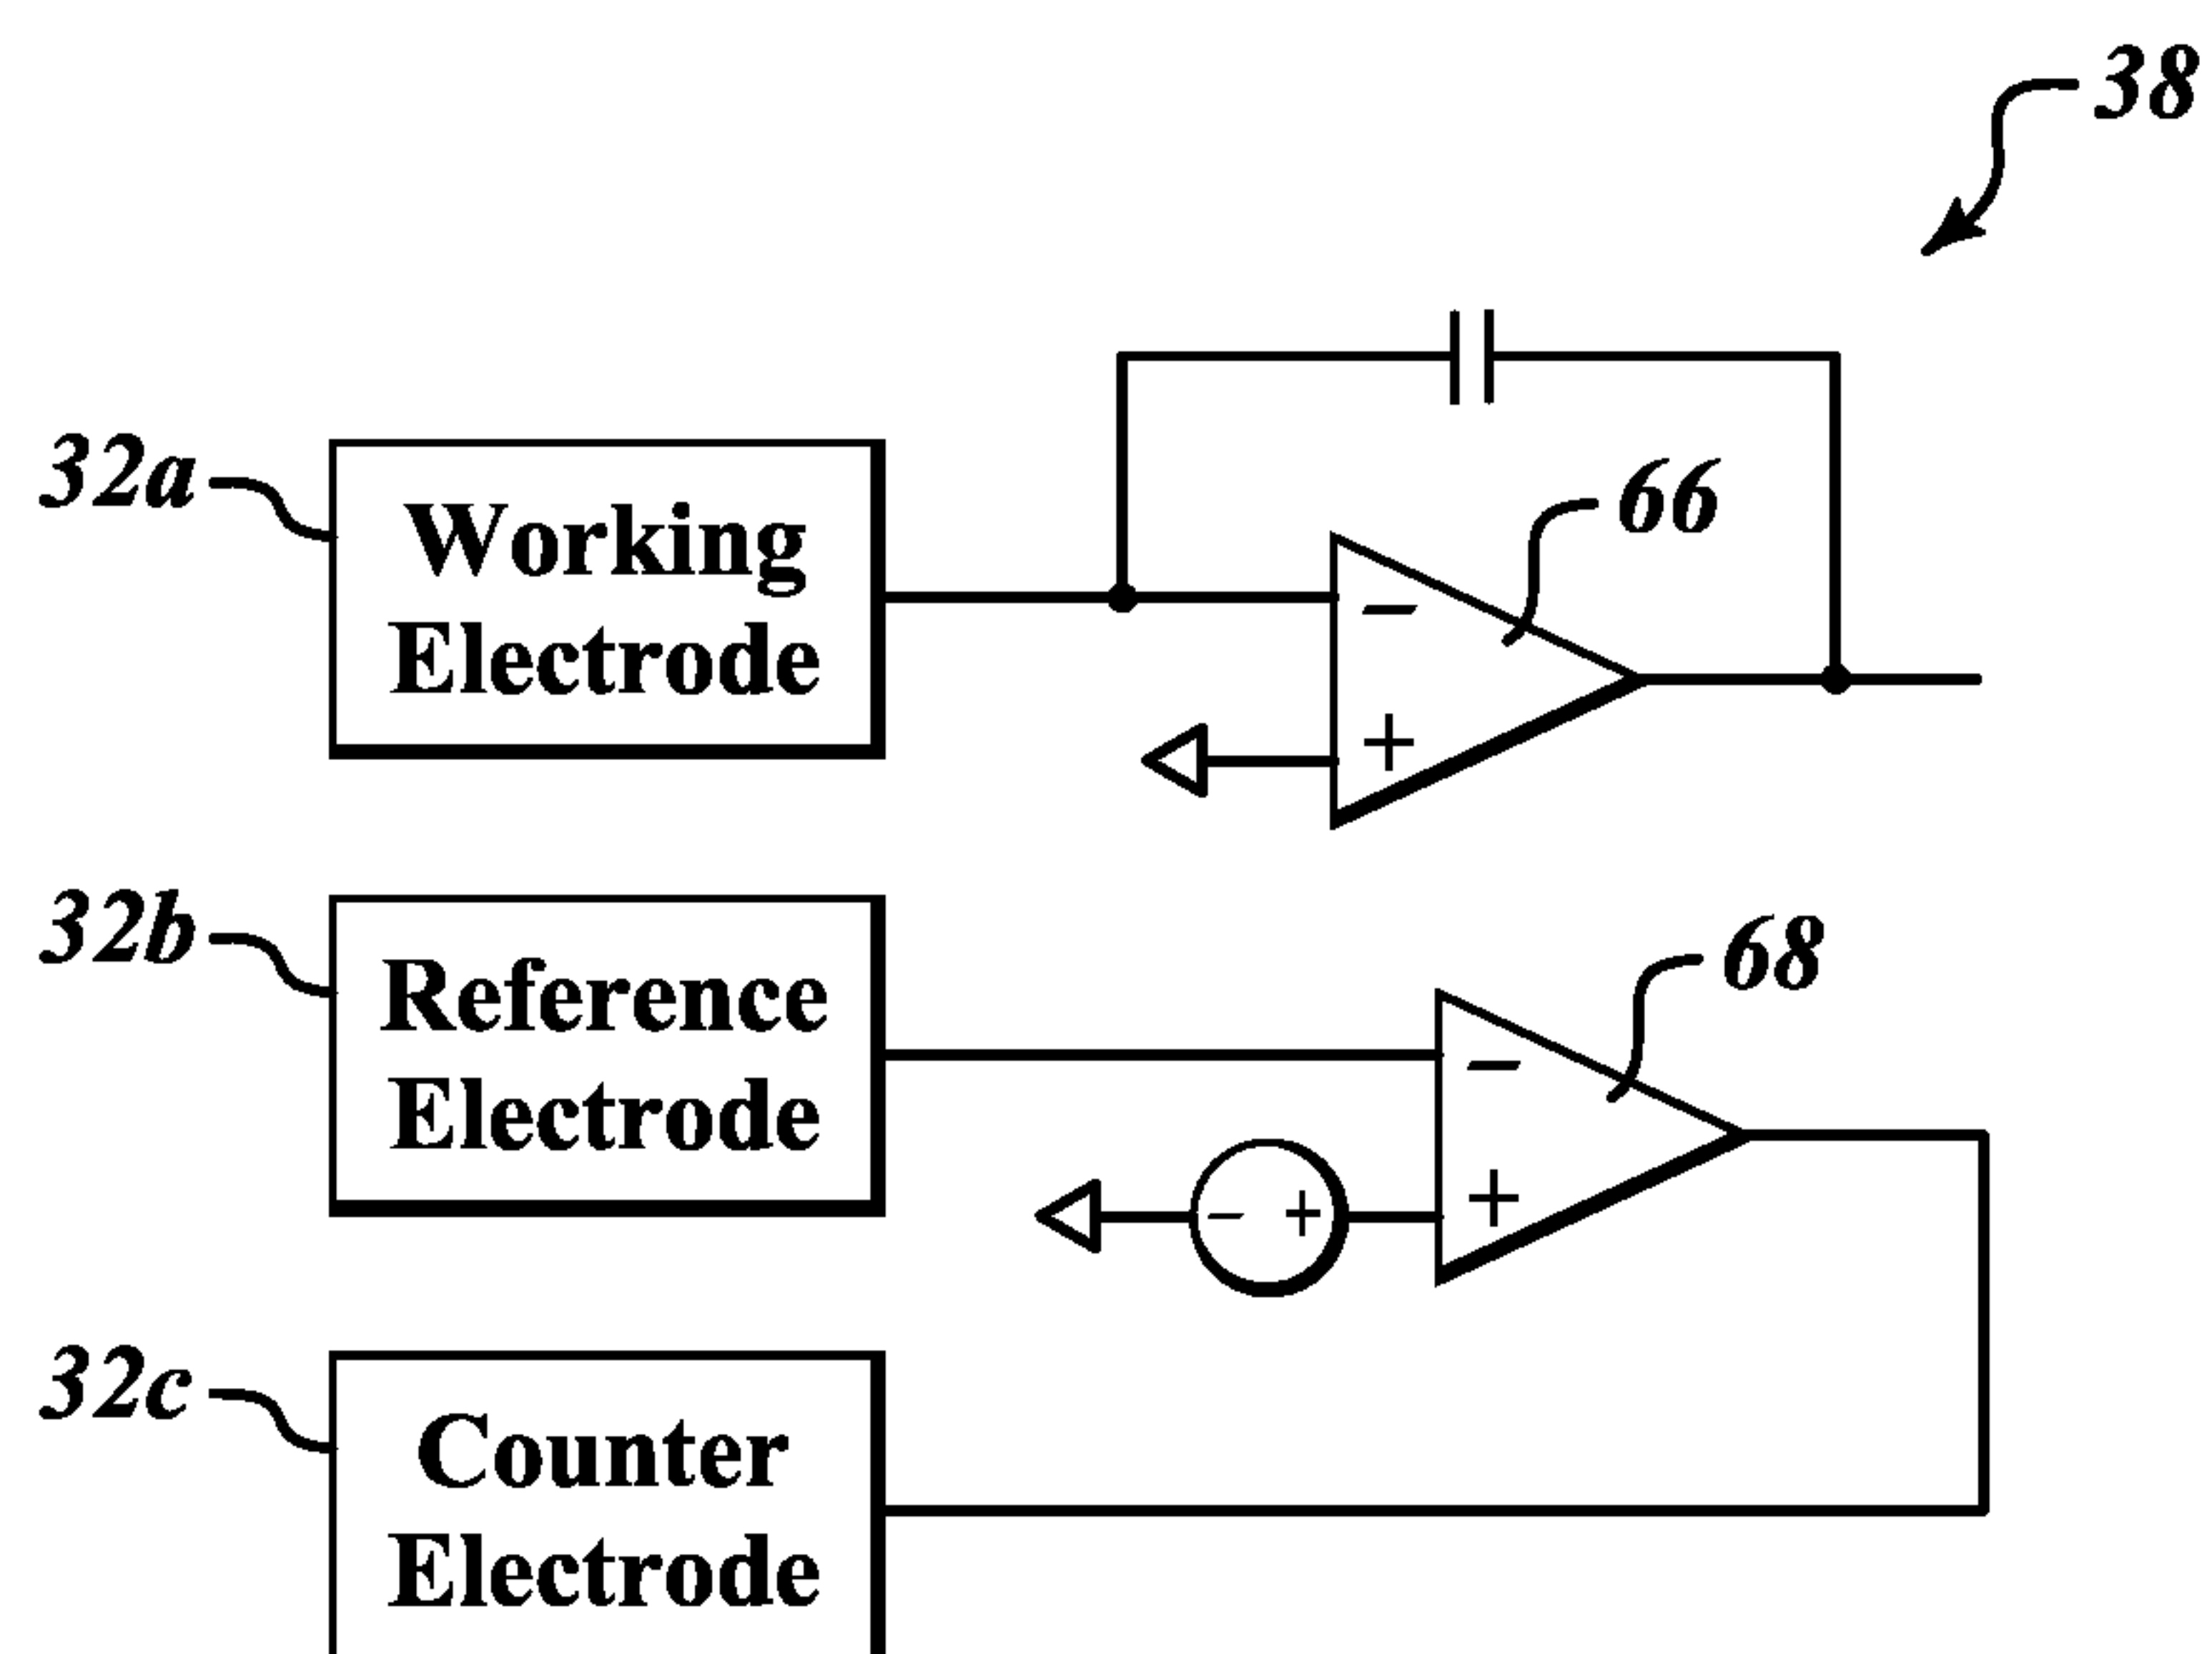 38
32a
Working
Electrode
66
−
+
32b
Reference
Electrode
68
−
+
− +
32c
Counter
Electrode